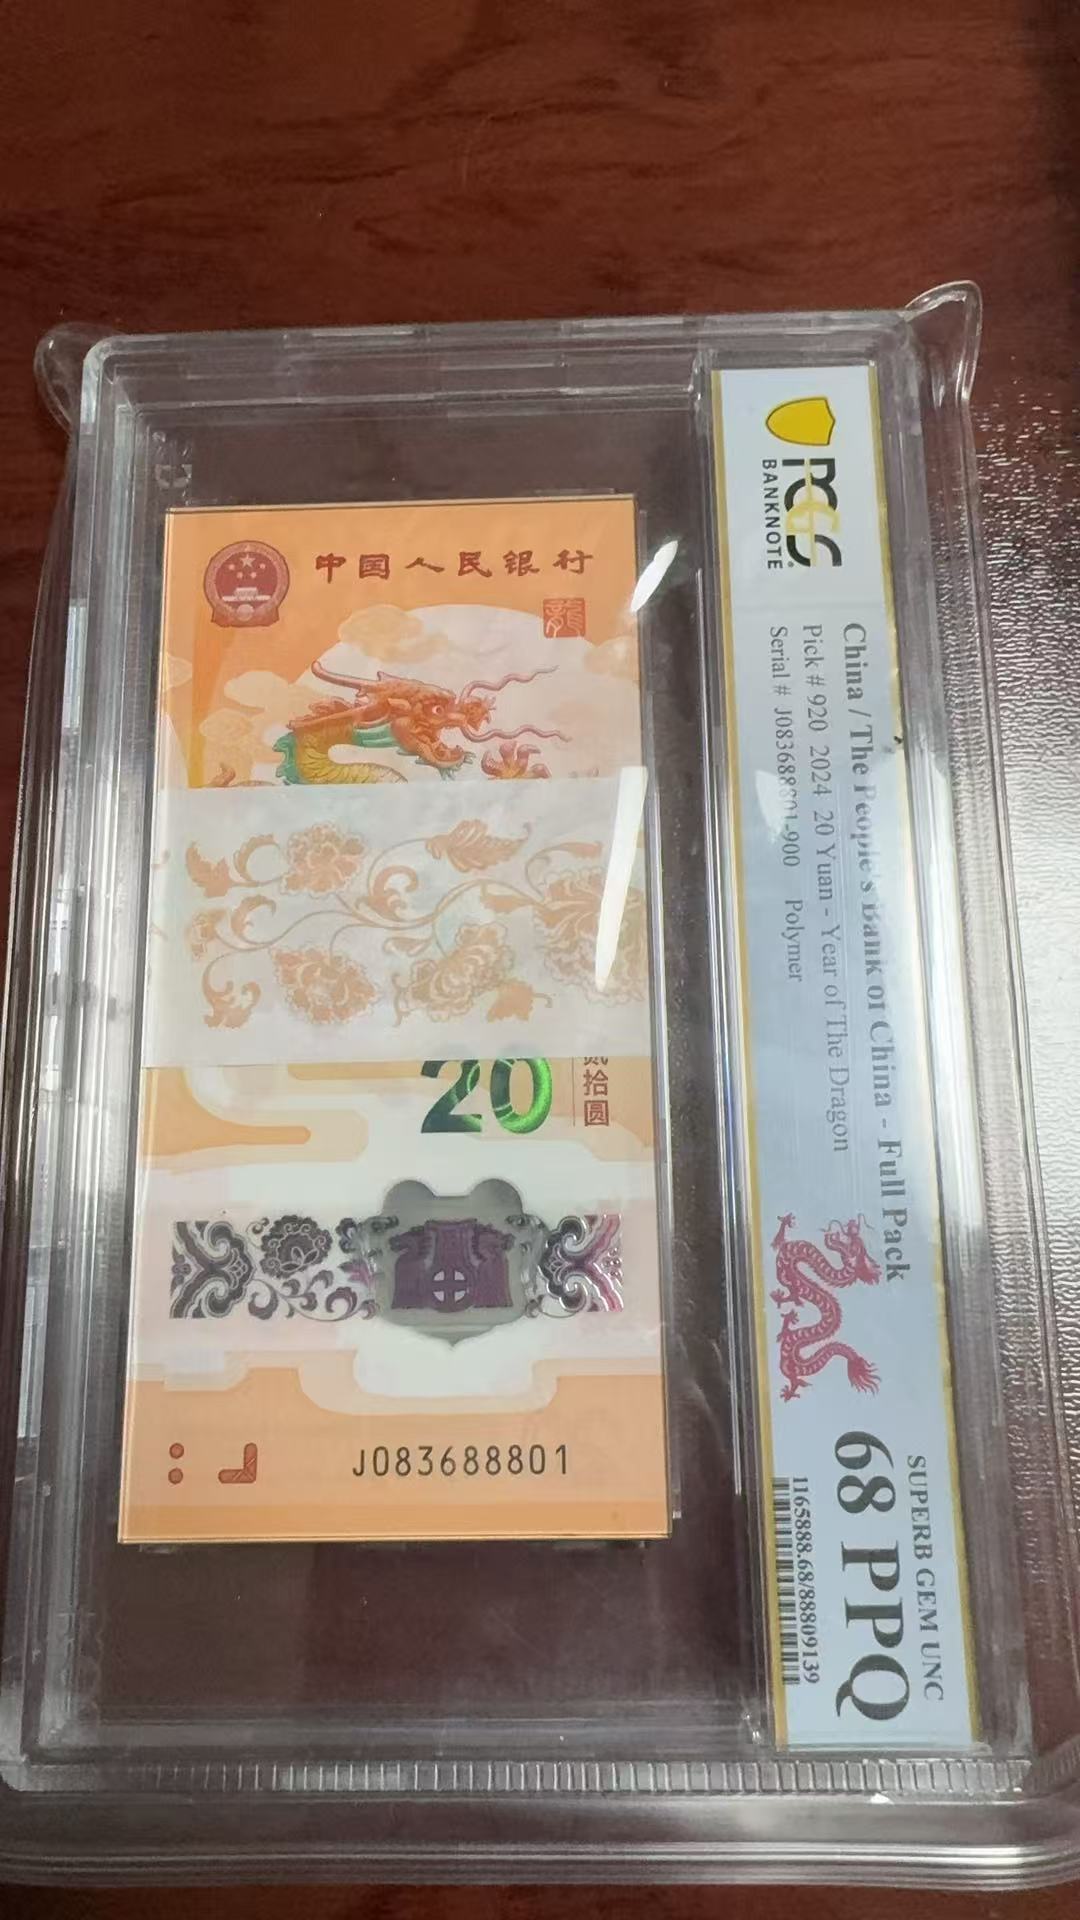 中国人民银行
龍
20
贰拾圆
J083688801
PCGS
BANKNOTE
China / The People's Bank of China - Full Pack
Pick # 920 2024 20 Yuan - Year of The Dragon
Serial # J083688801-900 Polymer
SUPERB GEM UNC
68 PPQ
1165888.68/88809139